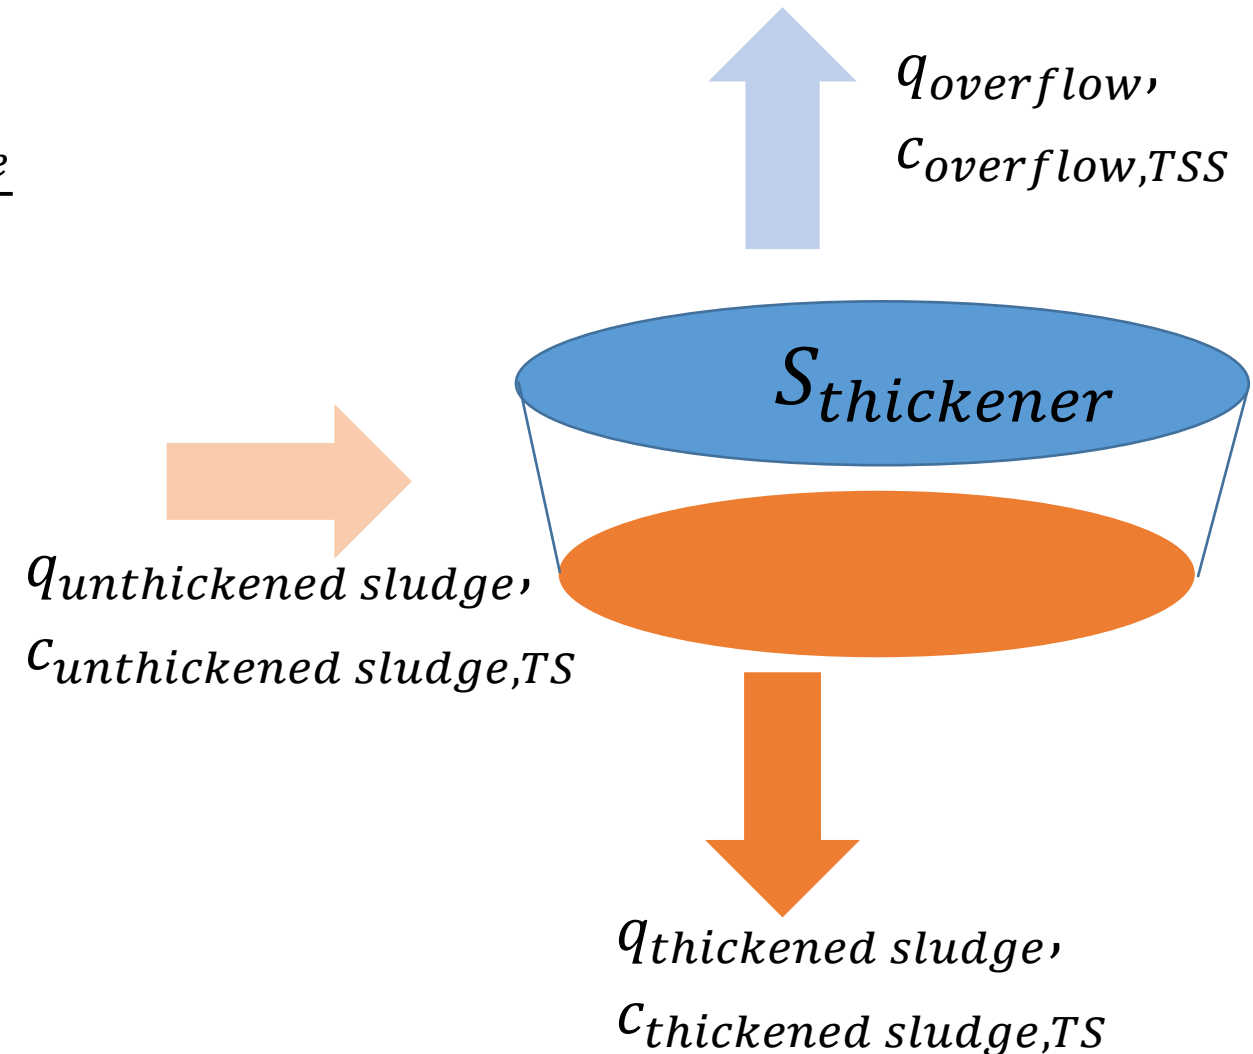 q_overflow,
c_overflow,TSS
e
S_thickener
q_unthickened sludge,
c_unthickened sludge,TS
q_thickened sludge,
c_thickened sludge,TS